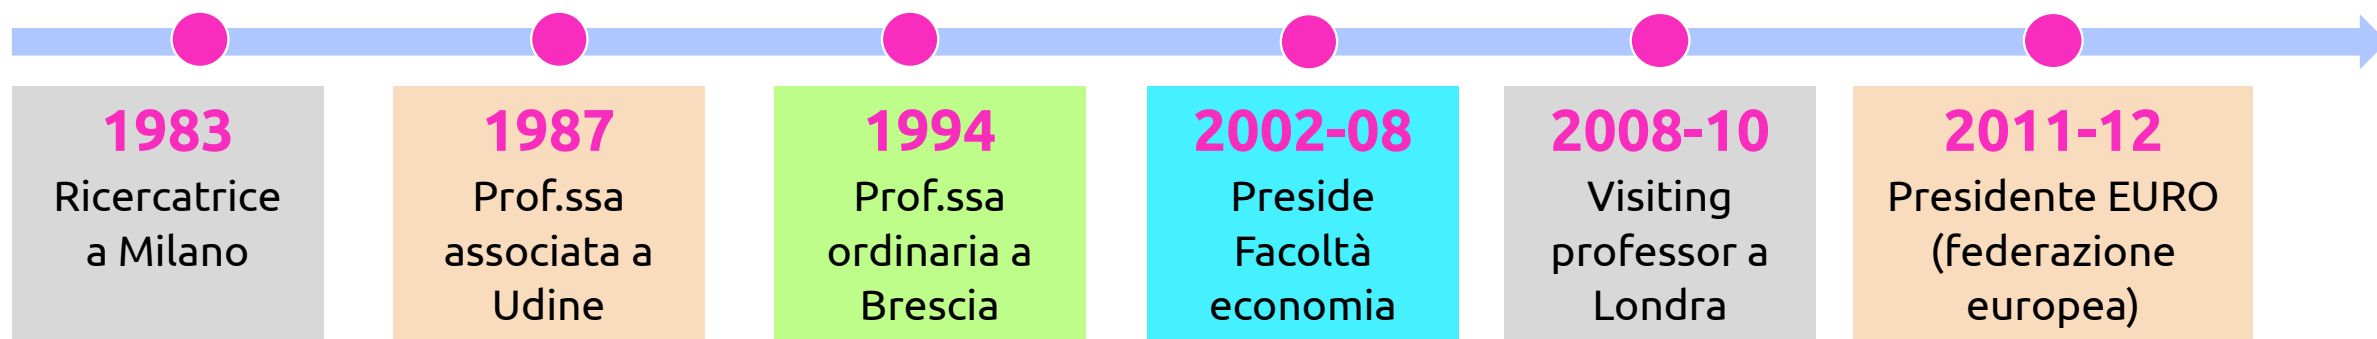 1983
Ricercatrice
a Milano
1987
Prof.ssa
associata a
Udine
1994
Prof.ssa
ordinaria a
Brescia
2002-08
Preside
Facoltà
economia
2008-10
Visiting
professor a
Londra
2011-12
Presidente EURO
(federazione
europea)